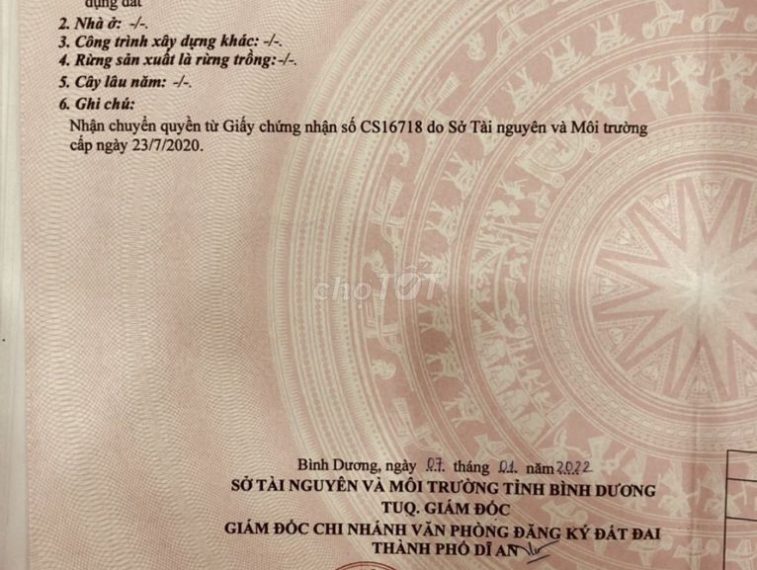 dụng đất
2. Nhà ở: -/-.
3. Công trình xây dựng khác: -/-.
4. Rừng sản xuất là rừng trồng:-/-.
5. Cây lâu năm: -/-.
6. Ghi chú:
Nhận chuyển quyền từ Giấy chứng nhận số CS16718 do Sở Tài nguyên và Môi trường
cấp ngày 23/7/2020.
chợTỐT
Bình Dương, ngày 07 tháng 01 năm 2022
SỞ TÀI NGUYÊN VÀ MÔI TRƯỜNG TỈNH BÌNH DƯƠNG
TUQ. GIÁM ĐỐC
GIÁM ĐỐC CHI NHÁNH VĂN PHÒNG ĐĂNG KÝ ĐẤT ĐAI
THÀNH PHỐ DĨ AN